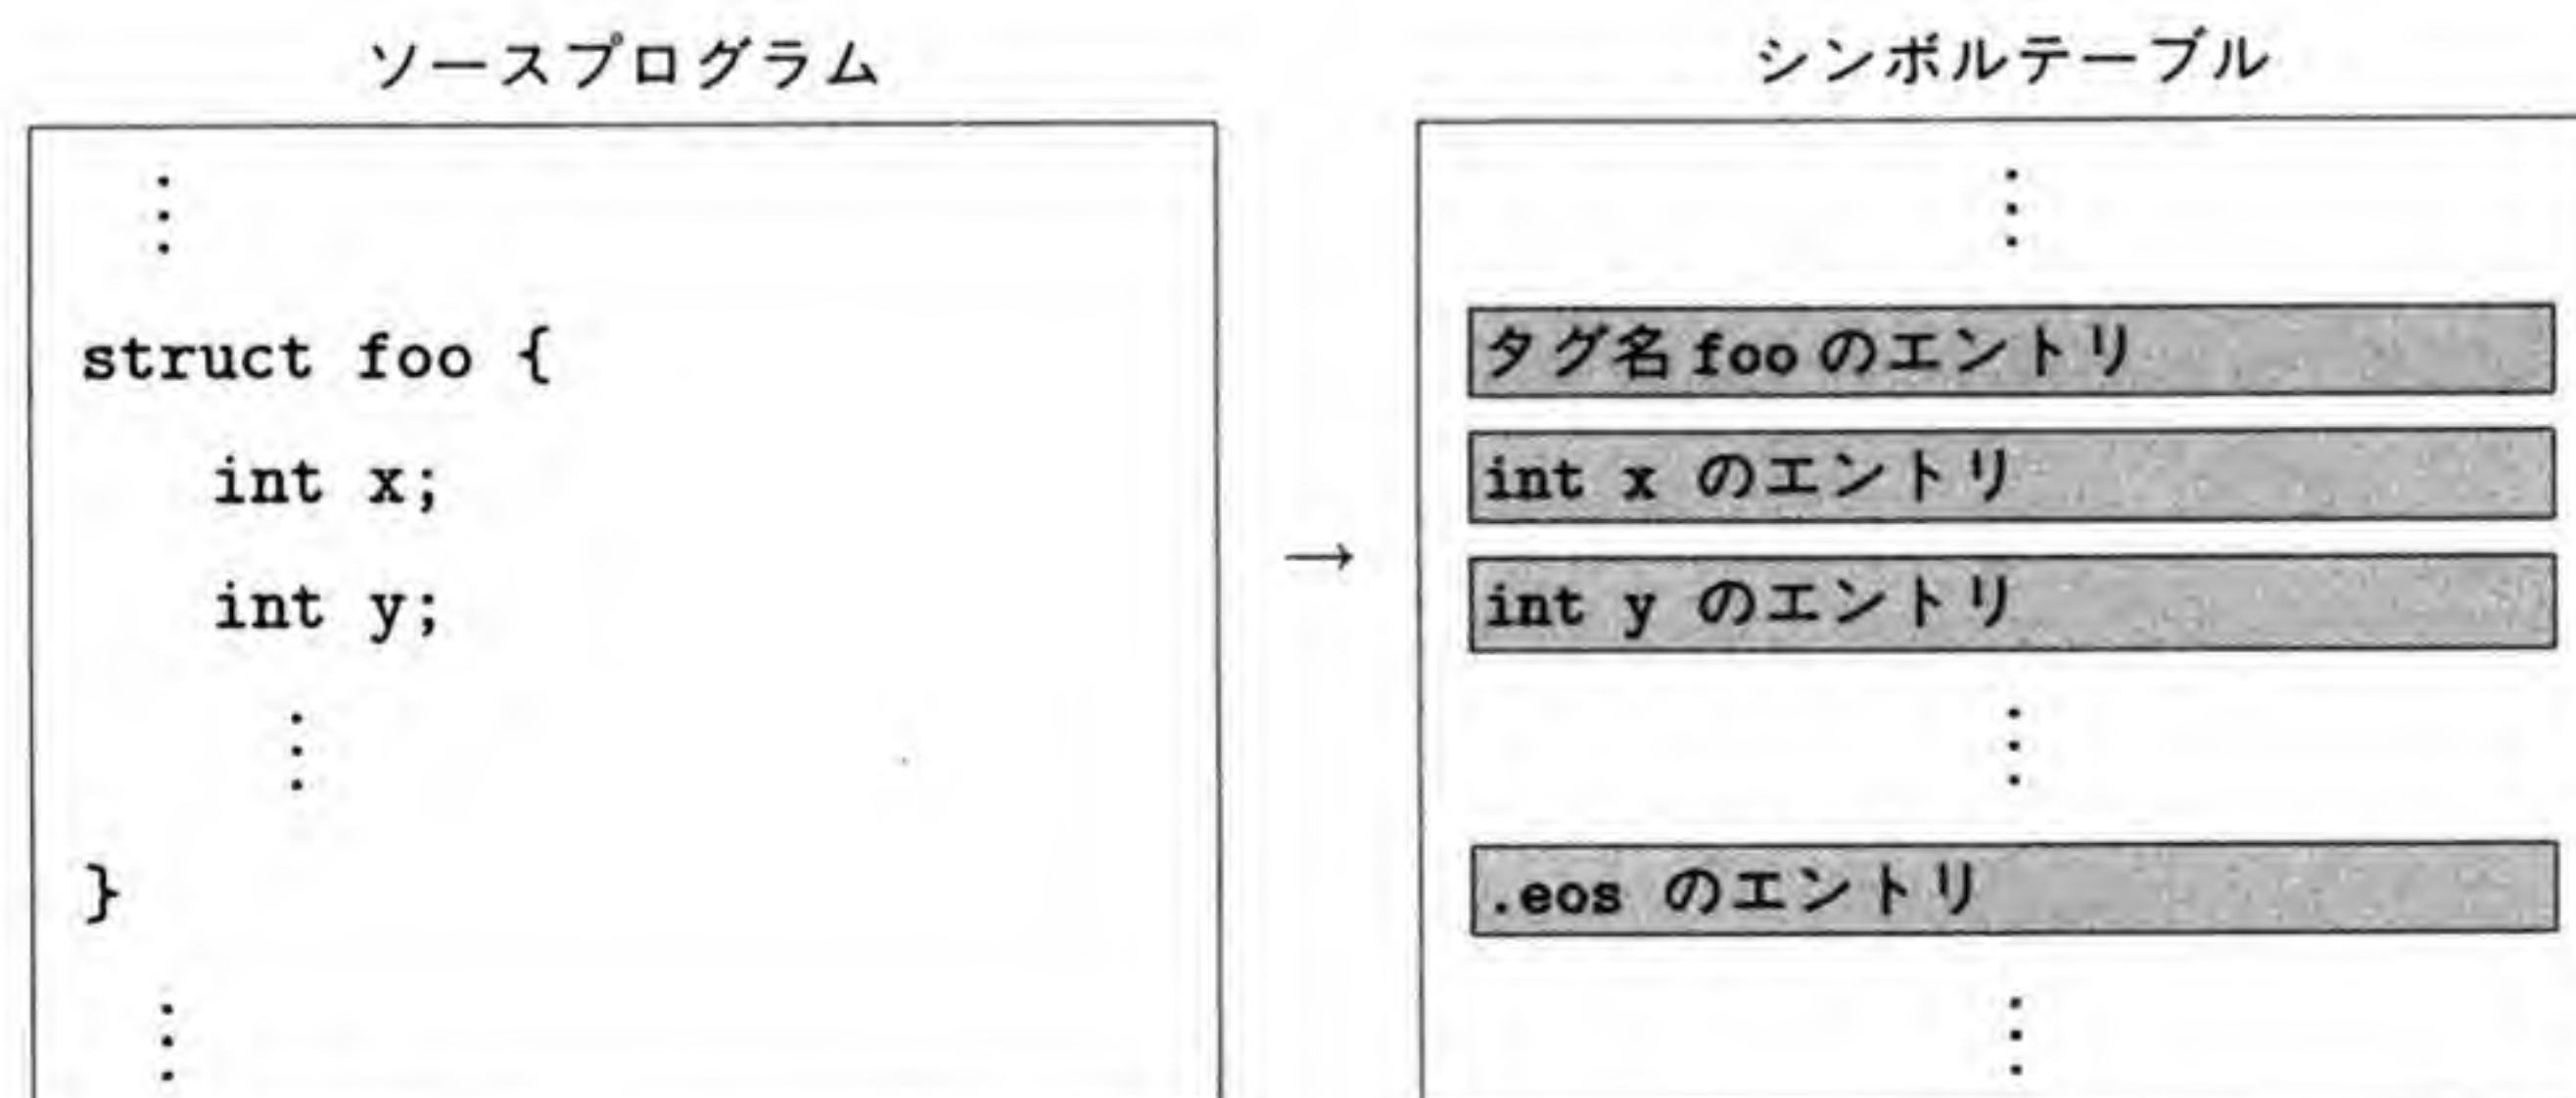 ソースプログラム
シンボルテーブル
struct foo {
int x;
int y;
}
→
タグ名 foo のエントリ
int x のエントリ
int y のエントリ
.eos のエントリ